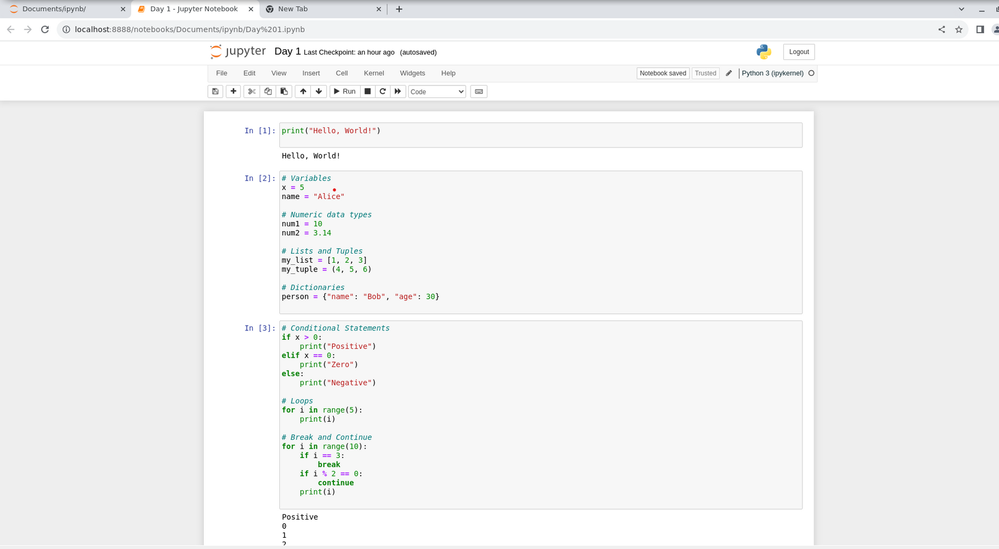 Documents/ipynb/
Day 1 - Jupyter Notebook
New Tab
localhost:8888/notebooks/Documents/ipynb/Day%201.ipynb
jupyter Day 1 Last Checkpoint: an hour ago (autosaved)
Logout
File Edit View Insert Cell Kernel Widgets Help
Notebook saved Trusted Python 3 (ipykernel)
Run Code
In [1]: print("Hello, World!")
Hello, World!
In [2]: # Variables
x = 5
name = "Alice"
# Numeric data types
num1 = 10
num2 = 3.14
# Lists and Tuples
my_list = [1, 2, 3]
my_tuple = (4, 5, 6)
# Dictionaries
person = {"name": "Bob", "age": 30}
In [3]: # Conditional Statements
if x > 0:
    print("Positive")
elif x == 0:
    print("Zero")
else:
    print("Negative")
# Loops
for i in range(5):
    print(i)
# Break and Continue
for i in range(10):
    if i == 3:
        break
    if i % 2 == 0:
        continue
    print(i)
Positive
0
1
2